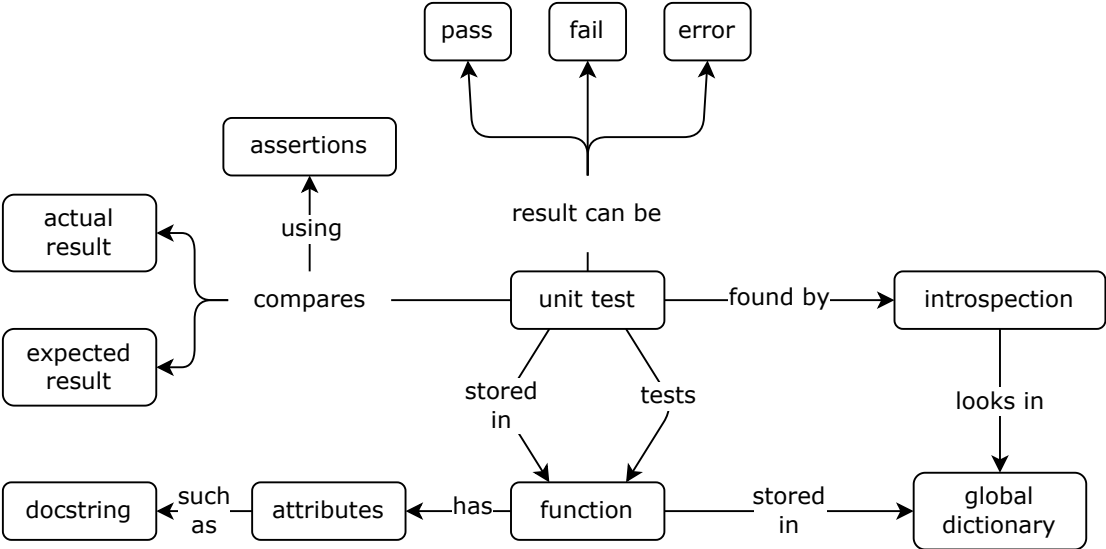 pass
fail
error
assertions
actual
result
using
result can be
compares
unit test
found by
introspection
expected
result
stored
in
tests
looks in
docstring
such
as
attributes
has
function
stored
in
global
dictionary